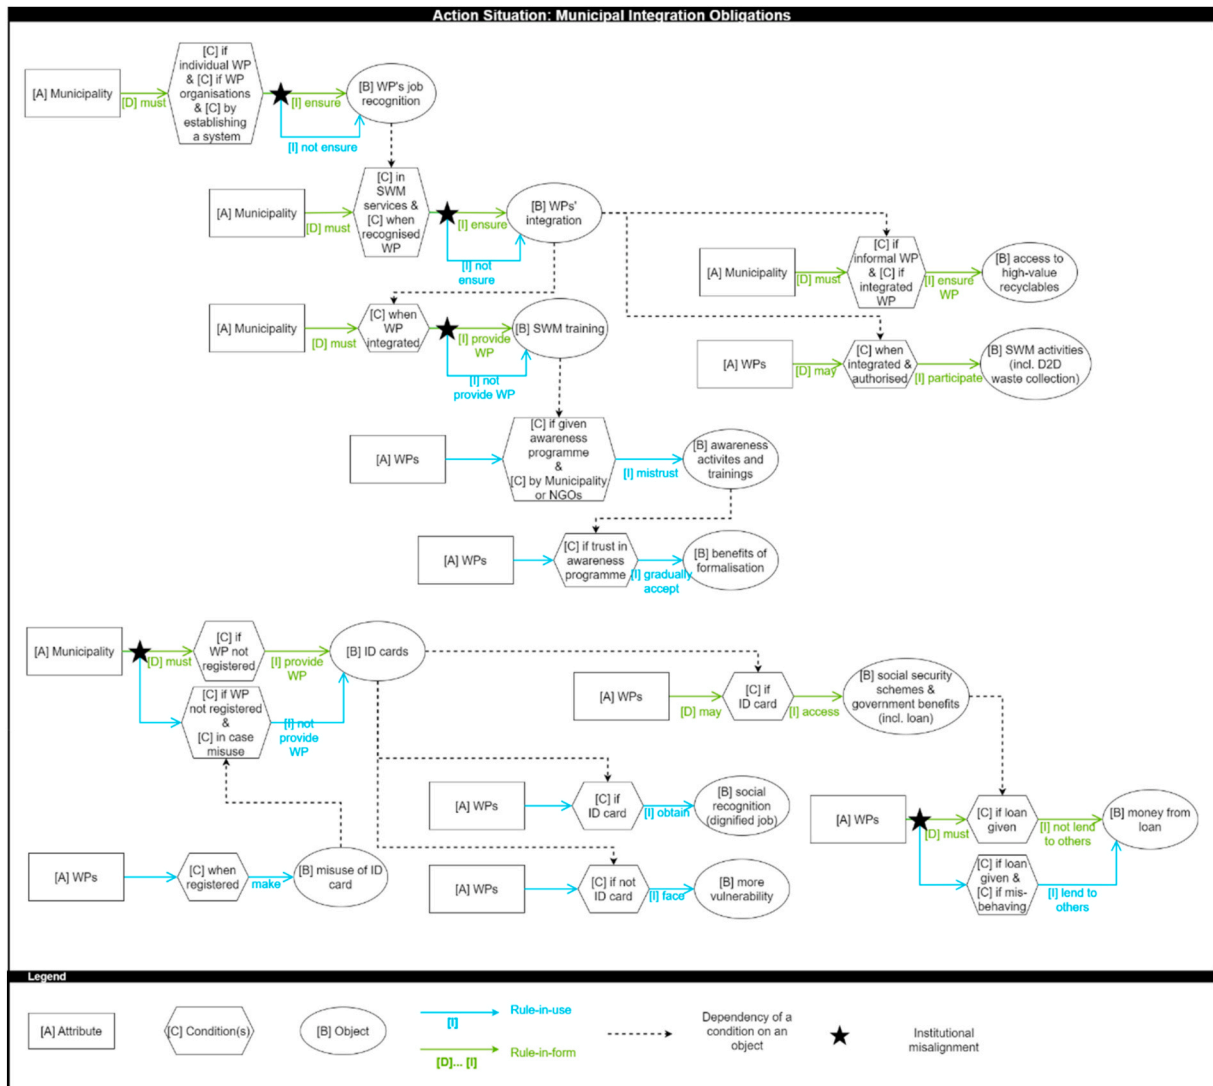 Action Situation: Municipal Integration Obligations
[A] Municipality
[D] must
[C] if
individual WP
& [C] if WP
organisations
& [C] by
establishing
a system
[I] ensure
[I] not ensure
[B] WP's job
recognition
[A] Municipality
[D] must
[C] in
SWM
services &
[C] when
recognised
WP
[I] ensure
[I] not
ensure
[B] WPs'
integration
[A] Municipality
[D] must
[C] if
informal WP
& [C] if
integrated
WP
[I] ensure
WP
[B] access to
high-value
recyclables
[A] Municipality
[D] must
[C] when
WP
integrated
[I] provide
WP
[I] not
provide WP
[B] SWM training
[A] WPs
[D] may
[C] when
integrated &
authorised
[I] participate
[B] SWM activities
(incl. D2D
waste collection)
[A] WPs
[C] if given
awareness
programme
&
[C] by Municipality
or NGOs
[I] mistrust
[B] awareness
activites and
trainings
[A] WPs
[C] if trust in
awareness
programme
[I] gradually
accept
[B] benefits of
formalisation
[A] Municipality
[D] must
[C] if
WP not
registered
[I] provide
WP
[B] ID cards
[C] if WP
not registered
&
[C] in case
misuse
[I] not
provide
WP
[A] WPs
[D] may
[C] if
ID card
[I] access
[B] social security
schemes &
government benefits
(incl. loan)
[A] WPs
[C] if
ID card
[I] obtain
[B] social
recognition
(dignified job)
[A] WPs
[D] must
[C] if loan
given
[I] not lend
to others
[B] money from
loan
[C] if loan
given &
[C] if mis-
behaving
[I] lend to
others
[A] WPs
[C] when
registered
make
[B] misuse of ID
card
[A] WPs
[C] if not
ID card
[I] face
[B] more
vulnerability
Legend
[A] Attribute
[C] Condition(s)
[B] Object
[I]
Rule-in-use
[D]... [I]
Rule-in-form
Dependency of a
condition on an
object
Institutional
misalignment